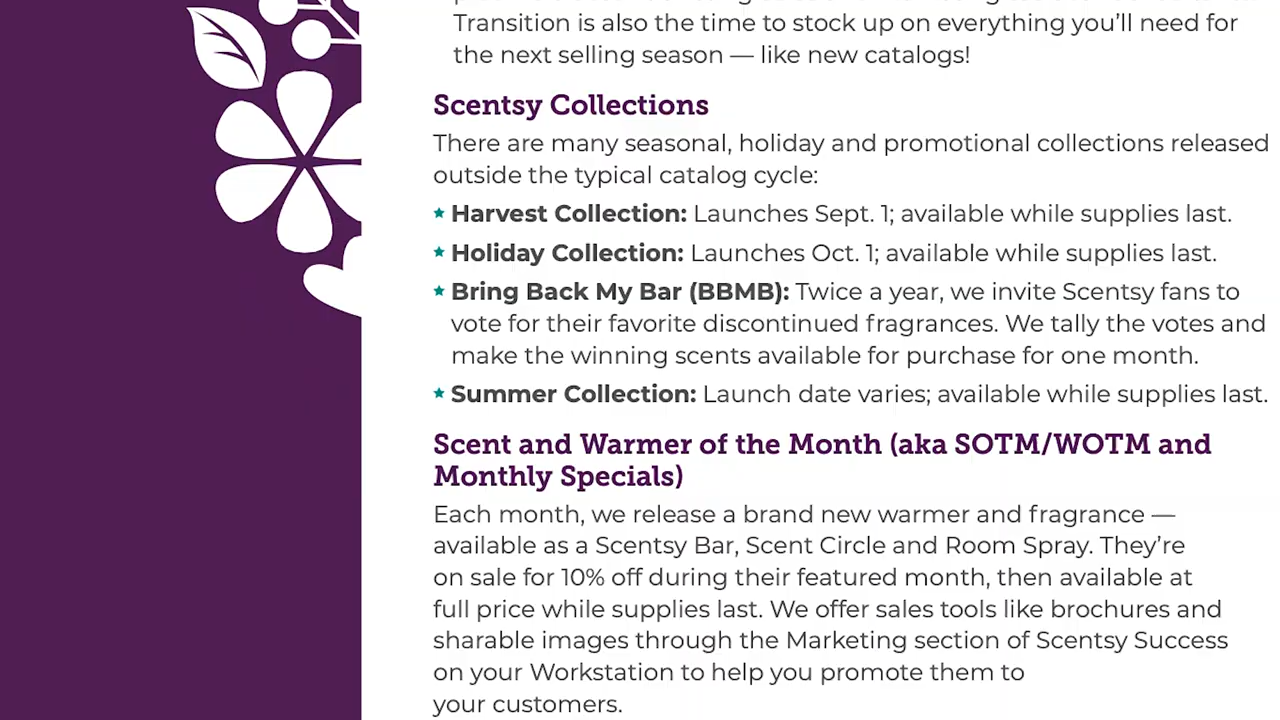 Transition is also the time to stock up on everything you'll need for
the next selling season — like new catalogs!
Scentsy Collections
There are many seasonal, holiday and promotional collections released
outside the typical catalog cycle:
Harvest Collection: Launches Sept. 1; available while supplies last.
Holiday Collection: Launches Oct. 1; available while supplies last.
Bring Back My Bar (BBMB): Twice a year, we invite Scentsy fans to
vote for their favorite discontinued fragrances. We tally the votes and
make the winning scents available for purchase for one month.
Summer Collection: Launch date varies; available while supplies last.
Scent and Warmer of the Month (aka SOTM/WOTM and
Monthly Specials)
Each month, we release a brand new warmer and fragrance —
available as a Scentsy Bar, Scent Circle and Room Spray. They're
on sale for 10% off during their featured month, then available at
full price while supplies last. We offer sales tools like brochures and
sharable images through the Marketing section of Scentsy Success
on your Workstation to help you promote them to
your customers.